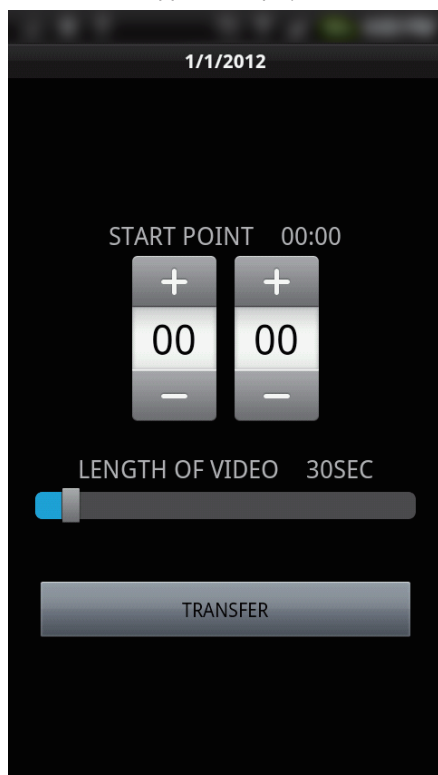 1/1/2012
START POINT 00:00
+ +
00 00
− −
LENGTH OF VIDEO 30SEC
TRANSFER